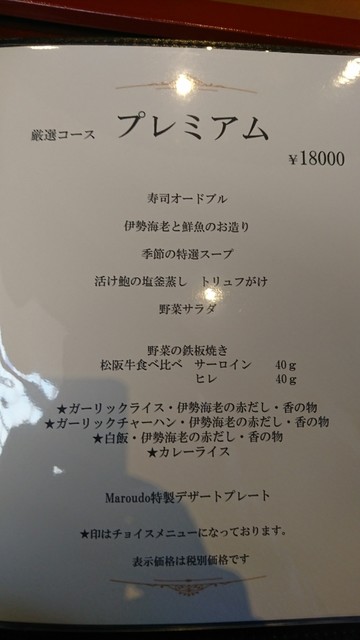 厳選コース プレミアム
￥18000
寿司オードブル
伊勢海老と鮮魚のお造り
季節の特選スープ
活け鮑の塩釜蒸し トリュフがけ
野菜サラダ
野菜の鉄板焼き
松阪牛食べ比べ サーロイン 40ｇ
ヒレ 40ｇ
★ガーリックライス・伊勢海老の赤だし・香の物
★ガーリックチャーハン・伊勢海老の赤だし・香の物
★白飯・伊勢海老の赤だし・香の物
★カレーライス
Maroudo特製デザートプレート
★印はチョイスメニューになっております。
表示価格は税別価格です